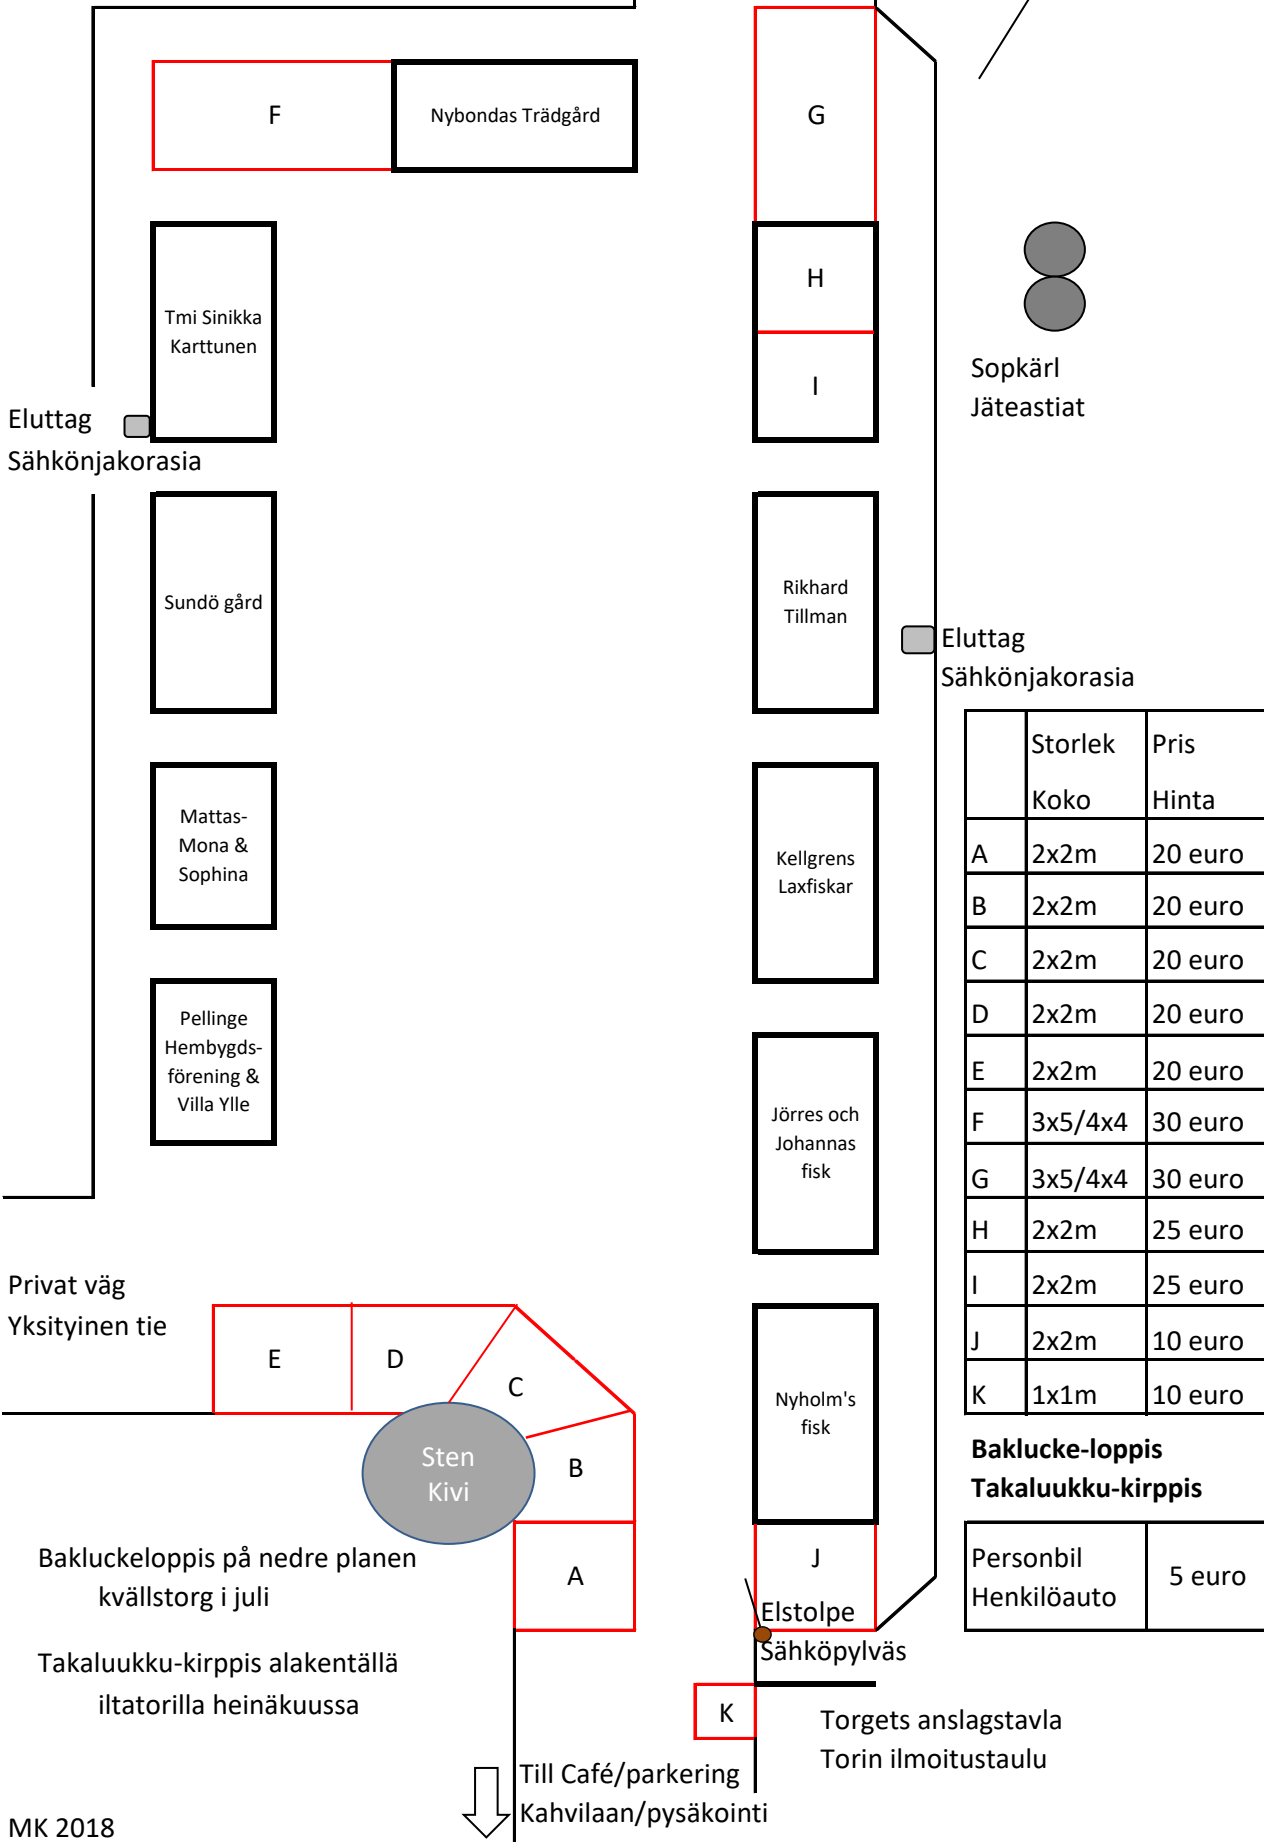 F
Nybondas Trädgård
G
Tmi Sinikka
Karttunen
H
I
Sopkärl
Jäteastiat
Eluttag
Sähkönjakorasia
Sundö gård
Rikhard
Tillman
Eluttag
Sähkönjakorasia
Mattas-
Mona &
Sophina
Kellgrens
Laxfiskar
Pellinge
Hembygds-
förening &
Villa Ylle
Jörres och
Johannas
fisk
Storlek Pris
Koko Hinta
A 2x2m 20 euro
B 2x2m 20 euro
C 2x2m 20 euro
D 2x2m 20 euro
E 2x2m 20 euro
F 3x5/4x4 30 euro
G 3x5/4x4 30 euro
H 2x2m 25 euro
I 2x2m 25 euro
J 2x2m 10 euro
K 1x1m 10 euro
Baklucke-loppis
Takaluukku-kirppis
Personbil
Henkilöauto
5 euro
Privat väg
Yksityinen tie
E
D
C
B
A
Sten
Kivi
Nyholm's
fisk
J
Elstolpe
Sähköpylväs
K
Bakluckeloppis på nedre planen
kvällstorg i juli
Takaluukku-kirppis alakentällä
iltatorilla heinäkuussa
Torgets anslagstavla
Torin ilmoitustaulu
Till Café/parkering
Kahvilaan/pysäkointi
MK 2018